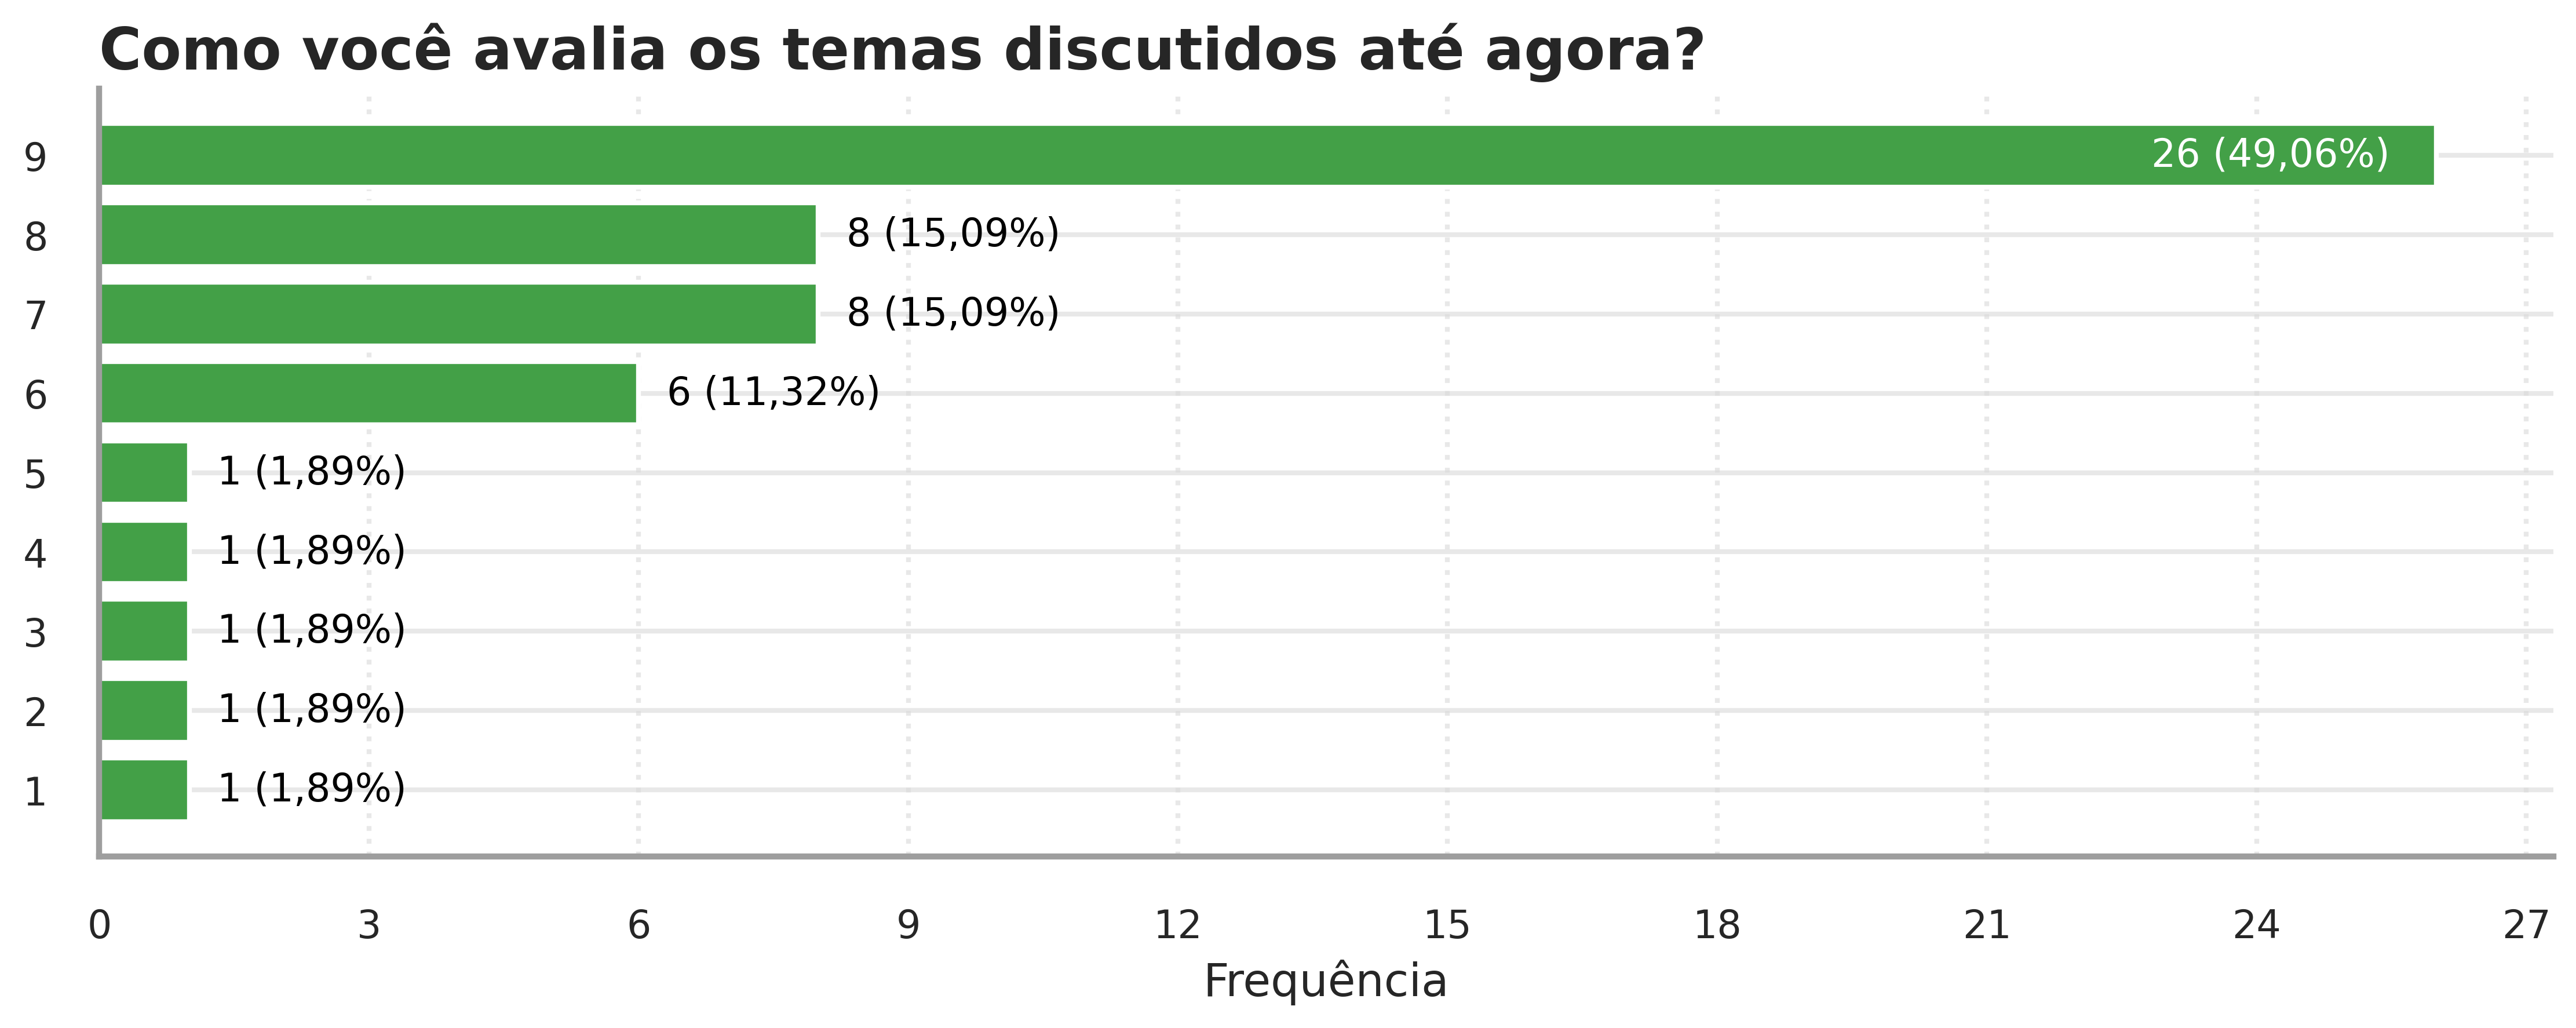 Como você avalia os temas discutidos até agora?
9 26 (49,06%)
8 8 (15,09%)
7 8 (15,09%)
6 6 (11,32%)
5 1 (1,89%)
4 1 (1,89%)
3 1 (1,89%)
2 1 (1,89%)
1 1 (1,89%)
0 3 6 9 12 15 18 21 24 27
Frequência